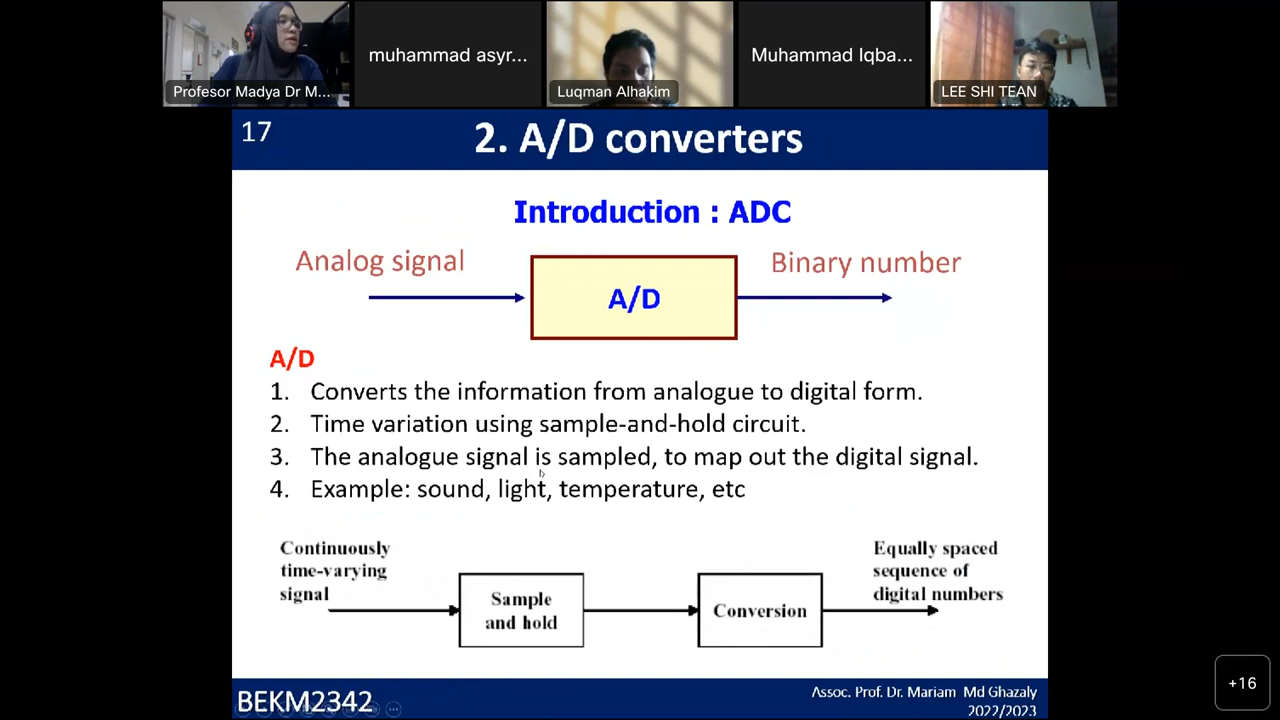 Profesor Madya Dr M...
muhammad asyr...
Luqman Alhakim
Muhammad Iqba...
LEE SHI TEAN
17
2. A/D converters
Introduction : ADC
Analog signal
A/D
Binary number
A/D
1. Converts the information from analogue to digital form.
2. Time variation using sample-and-hold circuit.
3. The analogue signal is sampled, to map out the digital signal.
4. Example: sound, light, temperature, etc
Continuously
time-varying
signal
Sample
and hold
Conversion
Equally spaced
sequence of
digital numbers
BEKM2342
Assoc. Prof. Dr. Mariam Md Ghazaly
2022/2023
+16